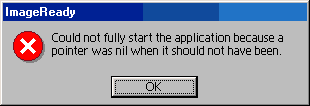 ImageReady
Could not fully start the application because a
pointer was nil when it should not have been.
OK